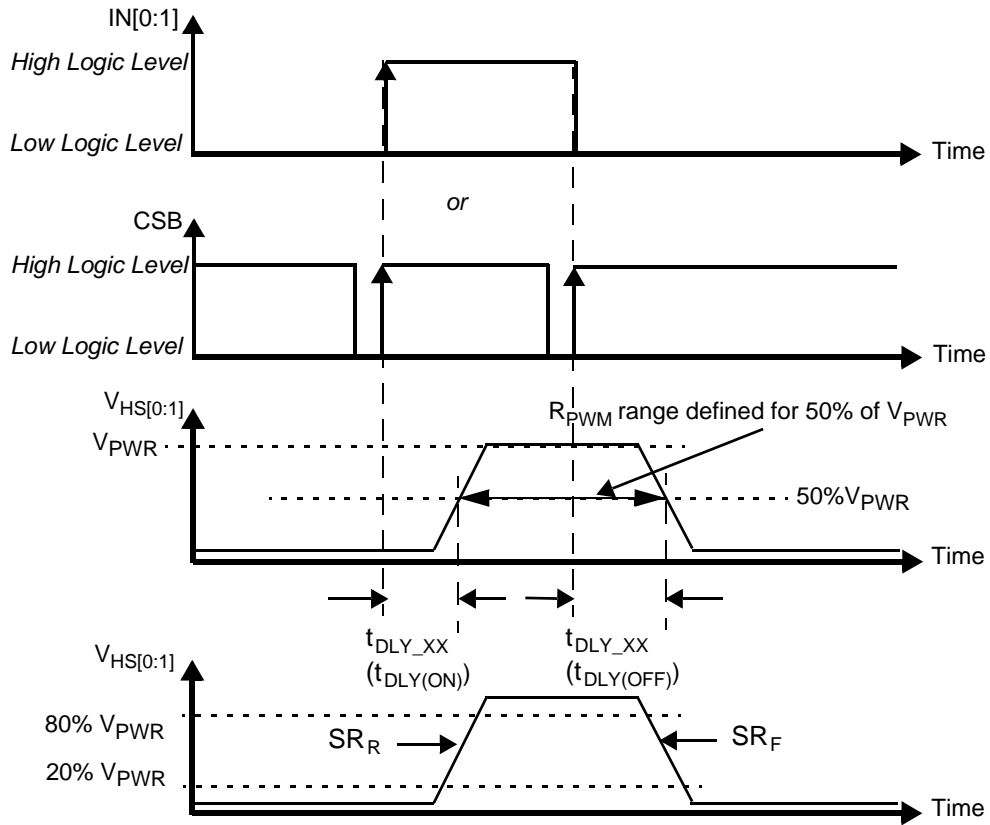 IN[0:1]
High Logic Level
Low Logic Level
Time
or
CSB
High Logic Level
Low Logic Level
Time
VHS[0:1]
RPWM range defined for 50% of VPWR
VPWR
50%VPWR
Time
tDLY_XX
(tDLY(ON))
tDLY_XX
(tDLY(OFF))
VHS[0:1]
80% VPWR
SRR
SRF
20% VPWR
Time